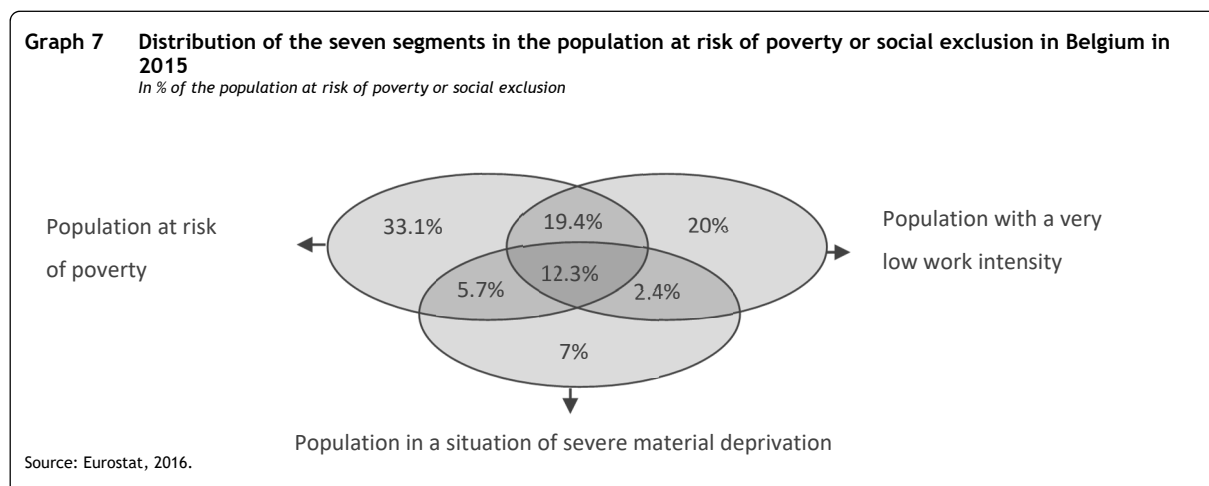 Graph 7 Distribution of the seven segments in the population at risk of poverty or social exclusion in Belgium in
2015
In % of the population at risk of poverty or social exclusion
33.1%
19.4%
20%
Population at risk
of poverty
Population with a very
low work intensity
12.3%
5.7%
2.4%
7%
Population in a situation of severe material deprivation
Source: Eurostat, 2016.